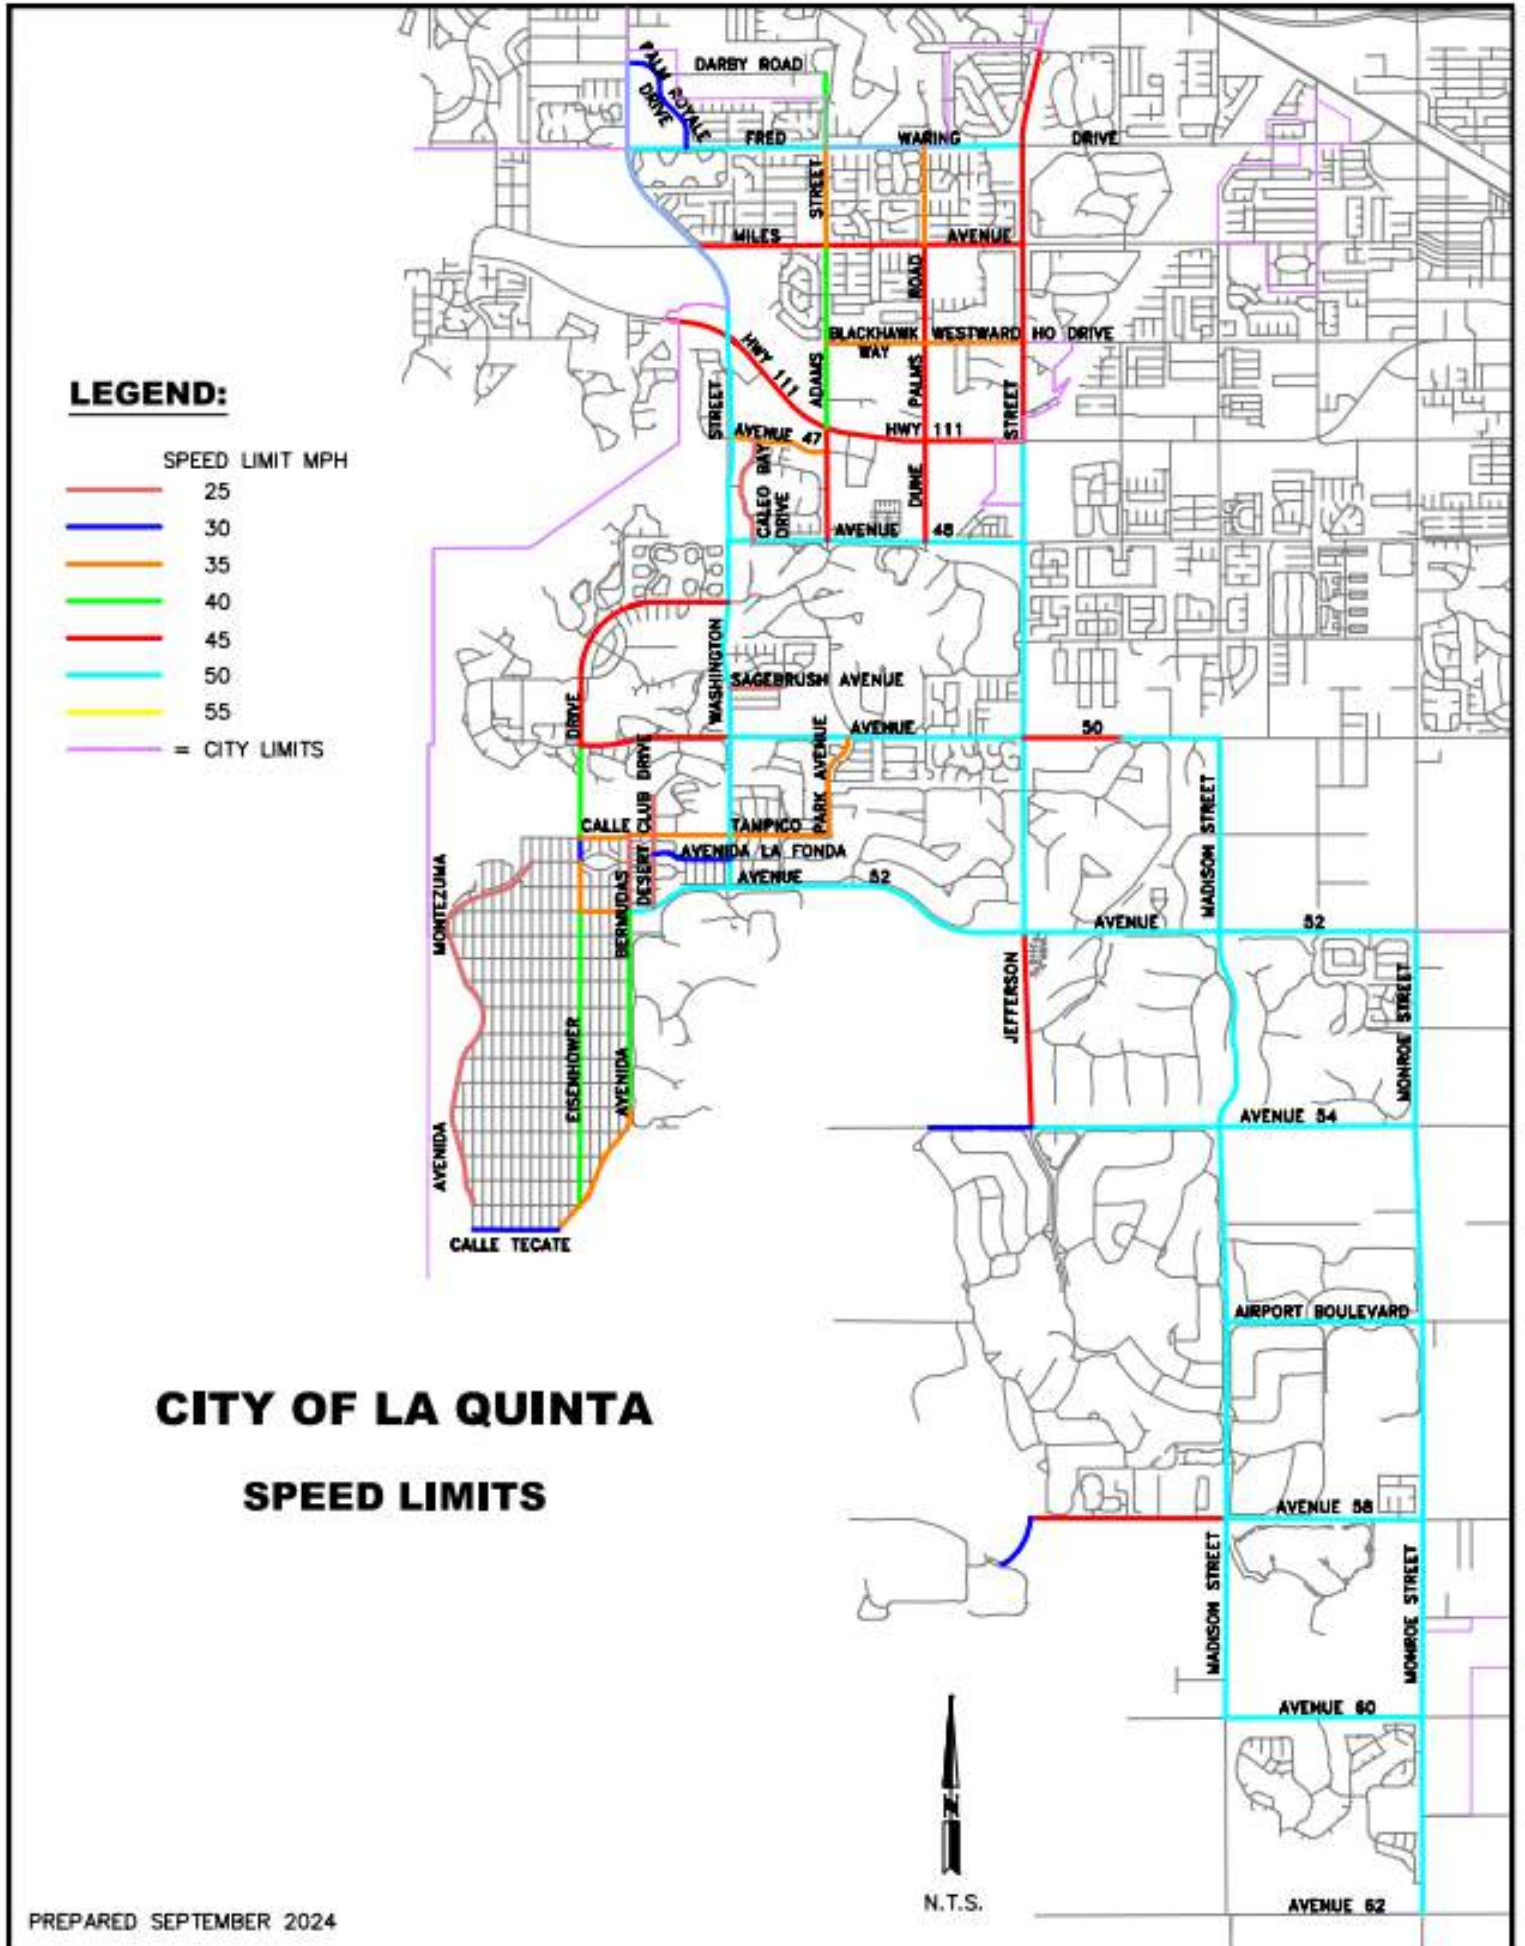 PALM ROYALE
DRIVE
DARBY ROAD
FRED WARING DRIVE
STREET
MILES AVENUE
ROAD
BLACKHAWK WESTWARD HO DRIVE
WAY
HWY 111
ADAMS
PALMS
STREET
STREET
LEGEND:
AVENUE 47
HWY 111
SPEED LIMIT MPH
25
30
35
40
45
50
55
= CITY LIMITS
CALEO BAY
DRIVE
DUNE
AVENUE 48
WASHINGTON
SAGEBRUSH AVENUE
DRIVE
AVENUE 50
PARK AVENUE
MADISON STREET
CALLE TAMPICO
DESERT CLUB DRIVE
AVENIDA LA FONDA
AVENUE 52
MONTEZUMA
BERMUDAS
AVENUE 52
JEFFERSON
MONROE STREET
EISENHOWER
AVENIDA
AVENUE 54
AVENIDA
CALLE TECATE
AIRPORT BOULEVARD
CITY OF LA QUINTA
SPEED LIMITS
AVENUE 58
MADISON STREET
MONROE STREET
AVENUE 60
N
N.T.S.
AVENUE 62
PREPARED SEPTEMBER 2024